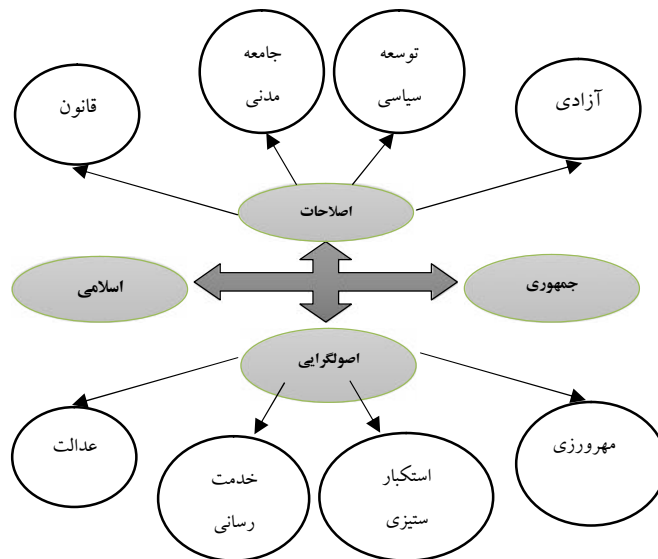 آزادی
توسعه
سیاسی
جامعه
مدنی
قانون
اصلاحات
جمهوری
اسلامی
اصولگرایی
مهرورزی
استکبار
ستیزی
خدمت
رسانی
عدالت